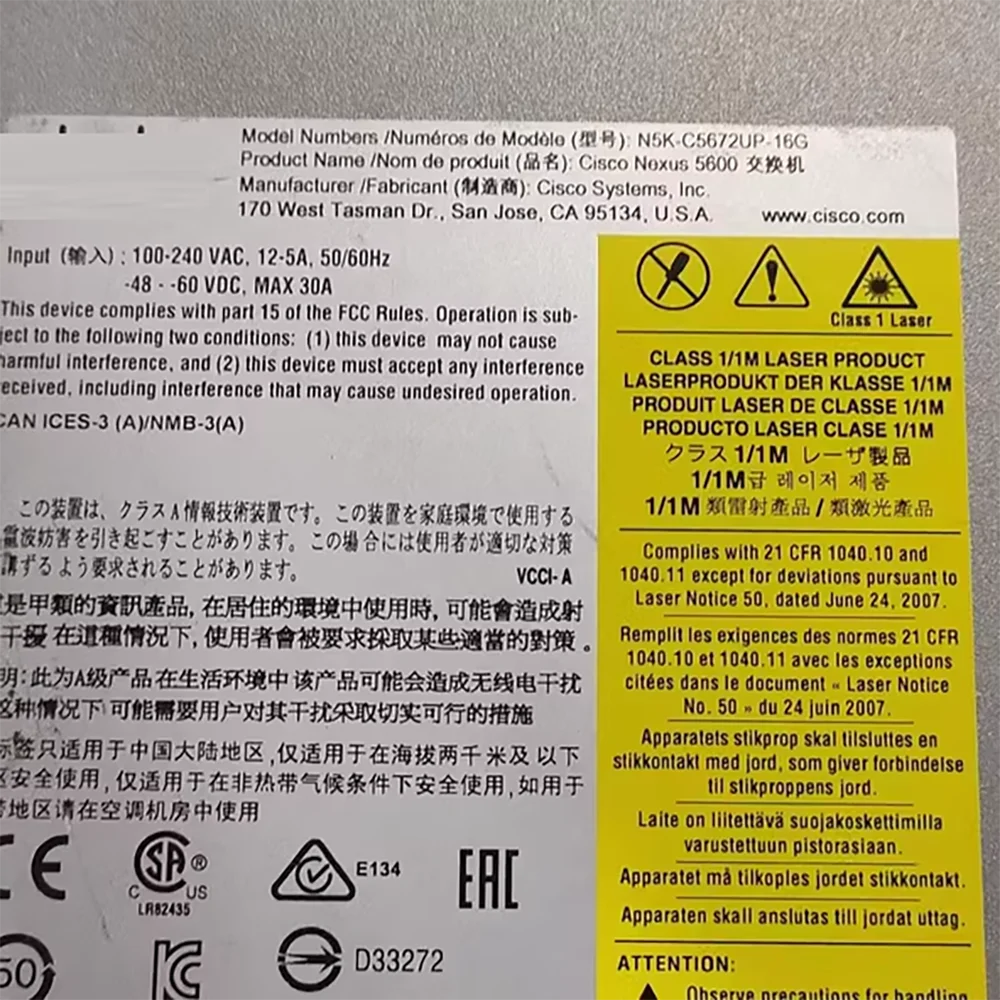 Model Numbers /Numéros de Modèle (型号): N5K-C5672UP-16G
Product Name /Nom de produit (品名): Cisco Nexus 5600 交换机
Manufacturer /Fabricant (制造商): Cisco Systems, Inc.
170 West Tasman Dr., San Jose, CA 95134, U.S.A. www.cisco.com
Input (输入) : 100-240 VAC, 12-5A, 50/60Hz
-48 - -60 VDC, MAX 30A
This device complies with part 15 of the FCC Rules. Operation is sub-
ject to the following two conditions: (1) this device may not cause
harmful interference, and (2) this device must accept any interference
received, including interference that may cause undesired operation.
CAN ICES-3 (A)/NMB-3(A)
この装置は、クラスA情報技術装置です。この装置を家庭環境で使用する
電波妨害を引き起こすことがあります。この場合には使用者が適切な対策
講ずるよう要求されることがあります。
VCCI-A
是甲類的資訊產品, 在居住的環境中使用時, 可能會造成射
干擾 在這種情況下, 使用者會被要求採取某些適當的對策 。
明: 此为A级产品 在生活环境中 该产品可能会造成无线电干扰
这种情况下 可能需要用户对其干扰采取切实可行的措施
标签只适用于中国大陆地区,仅适用于在海拔两千米及以下
区安全使用, 仅适用于在非热带气候条件下安全使用, 如用于
带地区请在空调机房中使用
CE
SA®
C US
LR82435
E134
EAC
50
KC
D33272
Class 1 Laser
CLASS 1/1M LASER PRODUCT
LASERPRODUKT DER KLASSE 1/1M
PRODUIT LASER DE CLASSE 1/1M
PRODUCTO LASER CLASE 1/1M
クラス 1/1M レーザ製品
1/1M급 레이저 제품
1/1M 類雷射產品 / 類激光產品
Complies with 21 CFR 1040.10 and
1040.11 except for deviations pursuant to
Laser Notice 50, dated June 24, 2007.
Remplit les exigences des normes 21 CFR
1040.10 et 1040.11 avec les exceptions
citées dans le document « Laser Notice
No. 50 » du 24 juin 2007.
Apparatets stikprop skal tilsluttes en
stikkontakt med jord, som giver forbindelse
til stikproppens jord.
Laite on liitettävä suojakoskettimilla
varustettuun pistorasiaan.
Apparatet må tilkoples jordet stikkontakt.
Apparaten skall anslutas till jordat uttag.
ATTENTION:
Observe precautions for handling